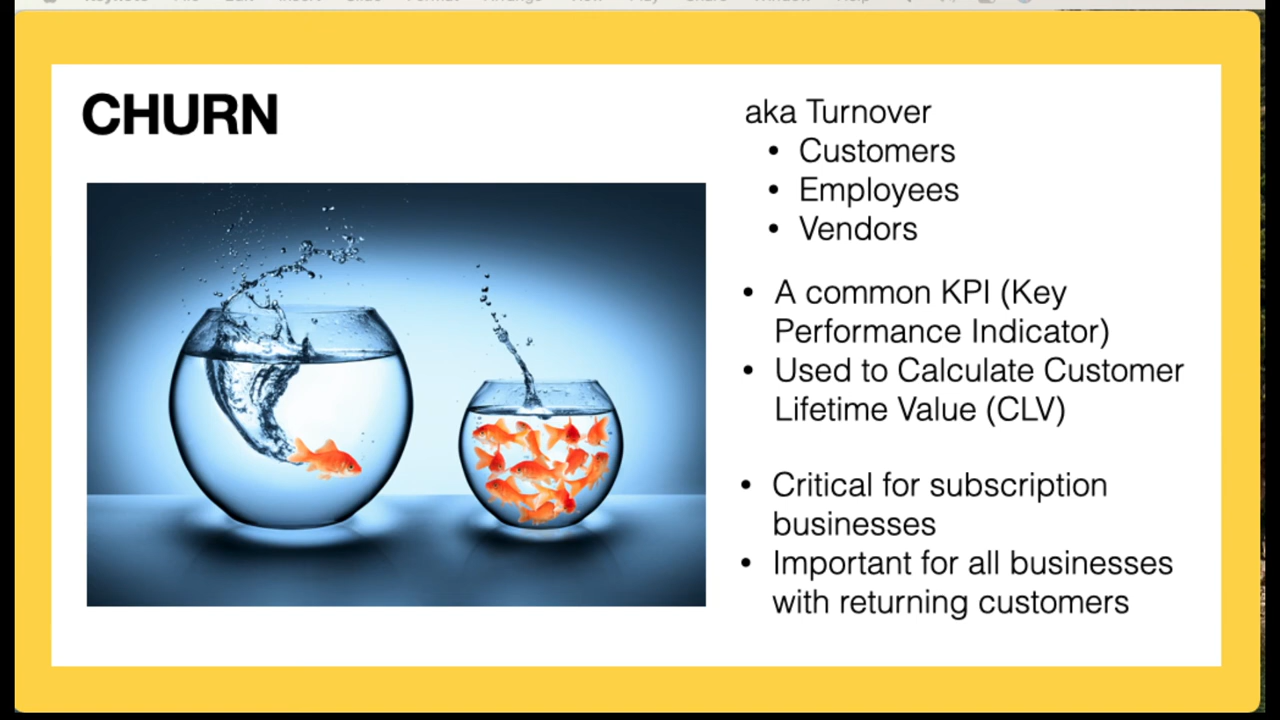 CHURN
aka Turnover
• Customers
• Employees
• Vendors
• A common KPI (Key
Performance Indicator)
• Used to Calculate Customer
Lifetime Value (CLV)
• Critical for subscription
businesses
• Important for all businesses
with returning customers